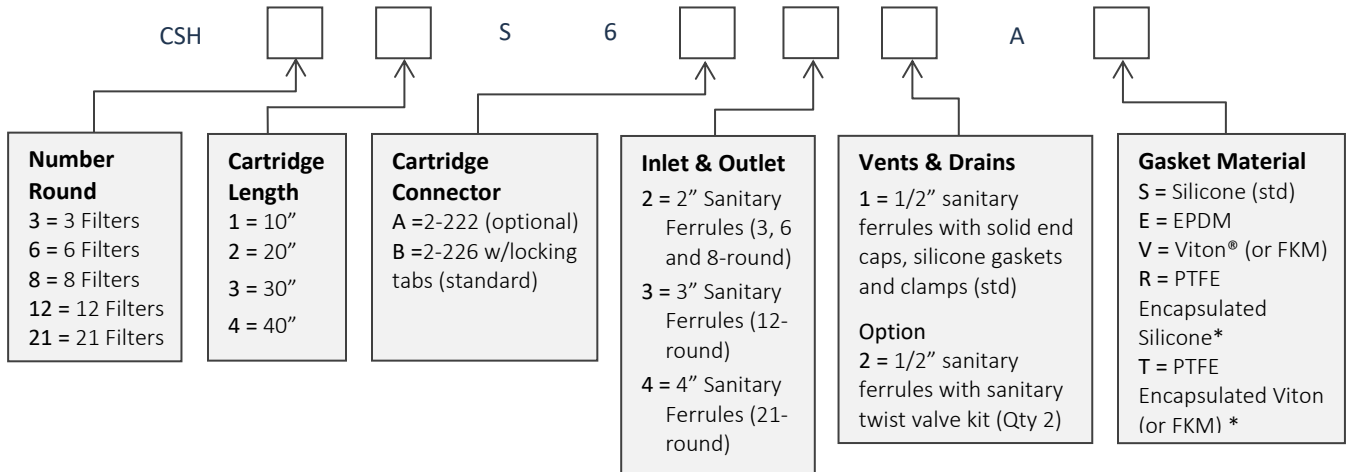 CSH S 6 A
Number
Round
3 = 3 Filters
6 = 6 Filters
8 = 8 Filters
12 = 12 Filters
21 = 21 Filters
Cartridge
Length
1 = 10”
2 = 20”
3 = 30”
4 = 40”
Cartridge
Connector
A =2-222 (optional)
B =2-226 w/locking
tabs (standard)
Inlet & Outlet
2 = 2” Sanitary
Ferrules (3, 6
and 8-round)
3 = 3” Sanitary
Ferrules (12-
round)
4 = 4” Sanitary
Ferrules (21-
round)
Vents & Drains
1 = 1/2” sanitary
ferrules with solid end
caps, silicone gaskets
and clamps (std)
Option
2 = 1/2” sanitary
ferrules with sanitary
twist valve kit (Qty 2)
Gasket Material
S = Silicone (std)
E = EPDM
V = Viton® (or FKM)
R = PTFE
Encapsulated
Silicone*
T = PTFE
Encapsulated Viton
(or FKM) *